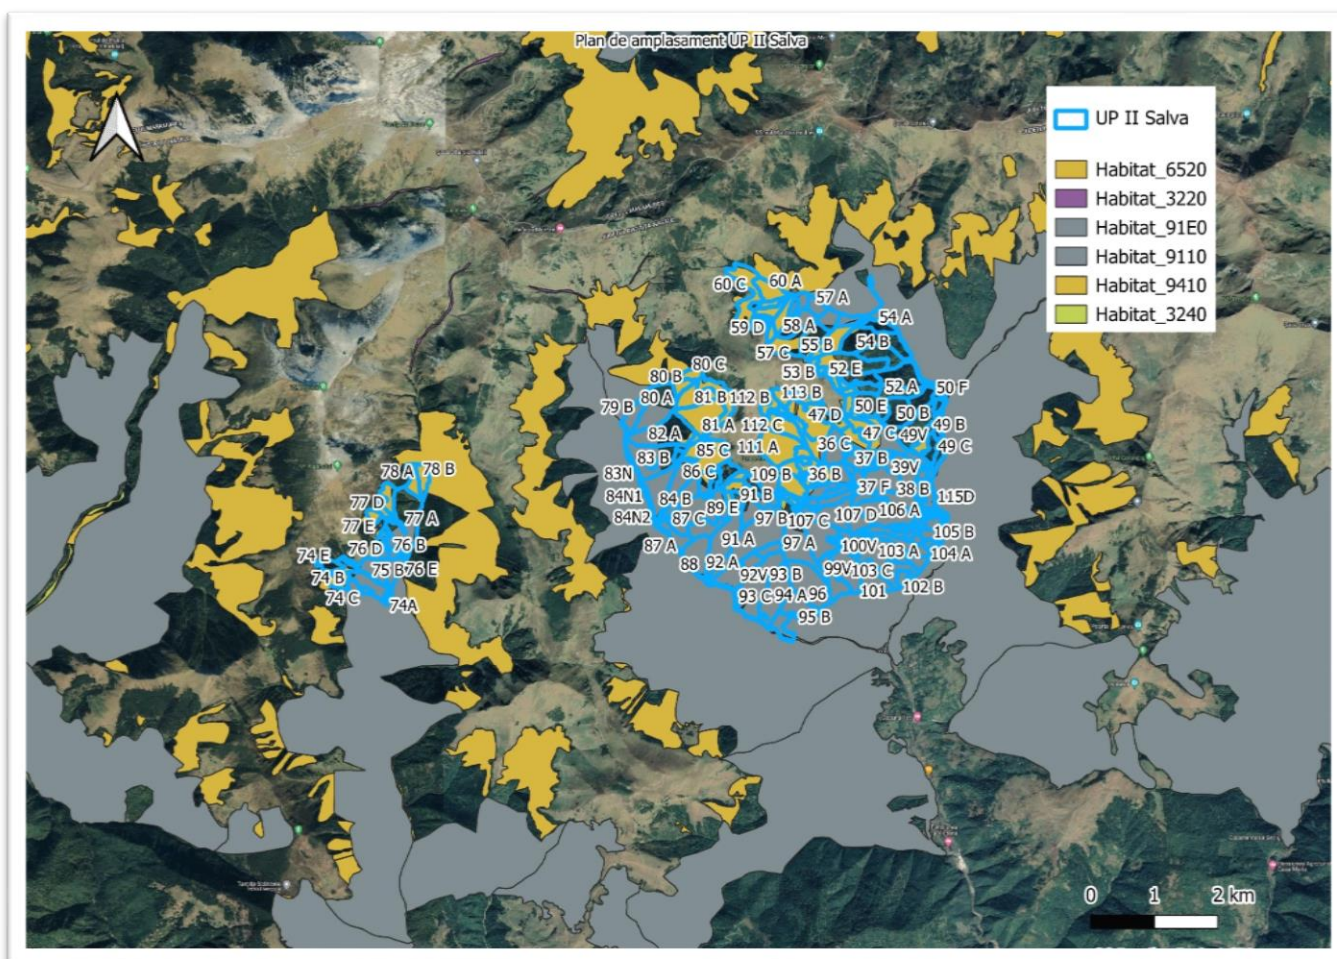 Plan de amplasament UP II Salva
UP II Salva
Habitat_6520
Habitat_3220
Habitat_91E0
Habitat_9110
Habitat_9410
Habitat_3240
60 C
60 A
57 A
59 D
58 A
54 A
55 B
54 B
57 C
80 C
53 B
52 E
80 B
52 A
50 F
80 A
81 B
112 B
113 B
79 B
47 D
50 E
50 B
49 B
82 A
81 A
112 C
47 C
49V
83 B
85 C
111 A
36 C
49 C
37 B
78 A
78 B
83N
86 C
109 B
36 B
39V
77 D
84N1
84 B
91 B
37 F
38 B
115D
77 E
77 A
84N2
87 C
89 E
97 B
107 C
107 D
106 A
76 D
76 B
87 A
91 A
97 A
100V
103 A
105 B
104 A
74 E
75 B
76 E
88
92 A
92V
93 B
99V
103 C
74 B
74 C
74A
93 C
94 A
96
101
102 B
95 B
0 1 2 km